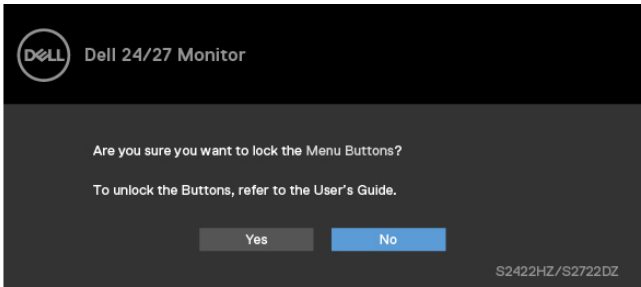 DELL
Dell 24/27 Monitor
Are you sure you want to lock the Menu Buttons?
To unlock the Buttons, refer to the User's Guide.
Yes No
S2422HZ/S2722DZ